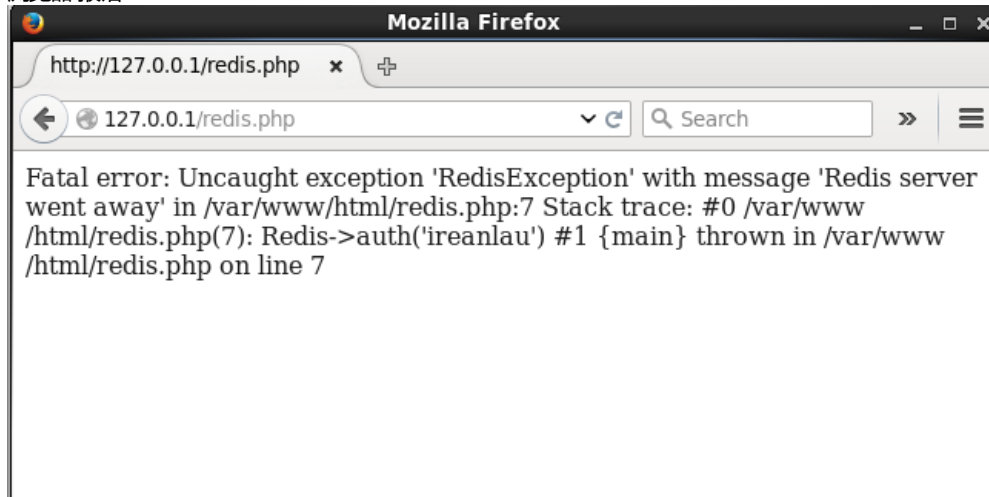 Mozilla Firefox
http://127.0.0.1/redis.php
127.0.0.1/redis.php
Search
Fatal error: Uncaught exception 'RedisException' with message 'Redis server
went away' in /var/www/html/redis.php:7 Stack trace: #0 /var/www
/html/redis.php(7): Redis->auth('ireanlau') #1 {main} thrown in /var/www
/html/redis.php on line 7